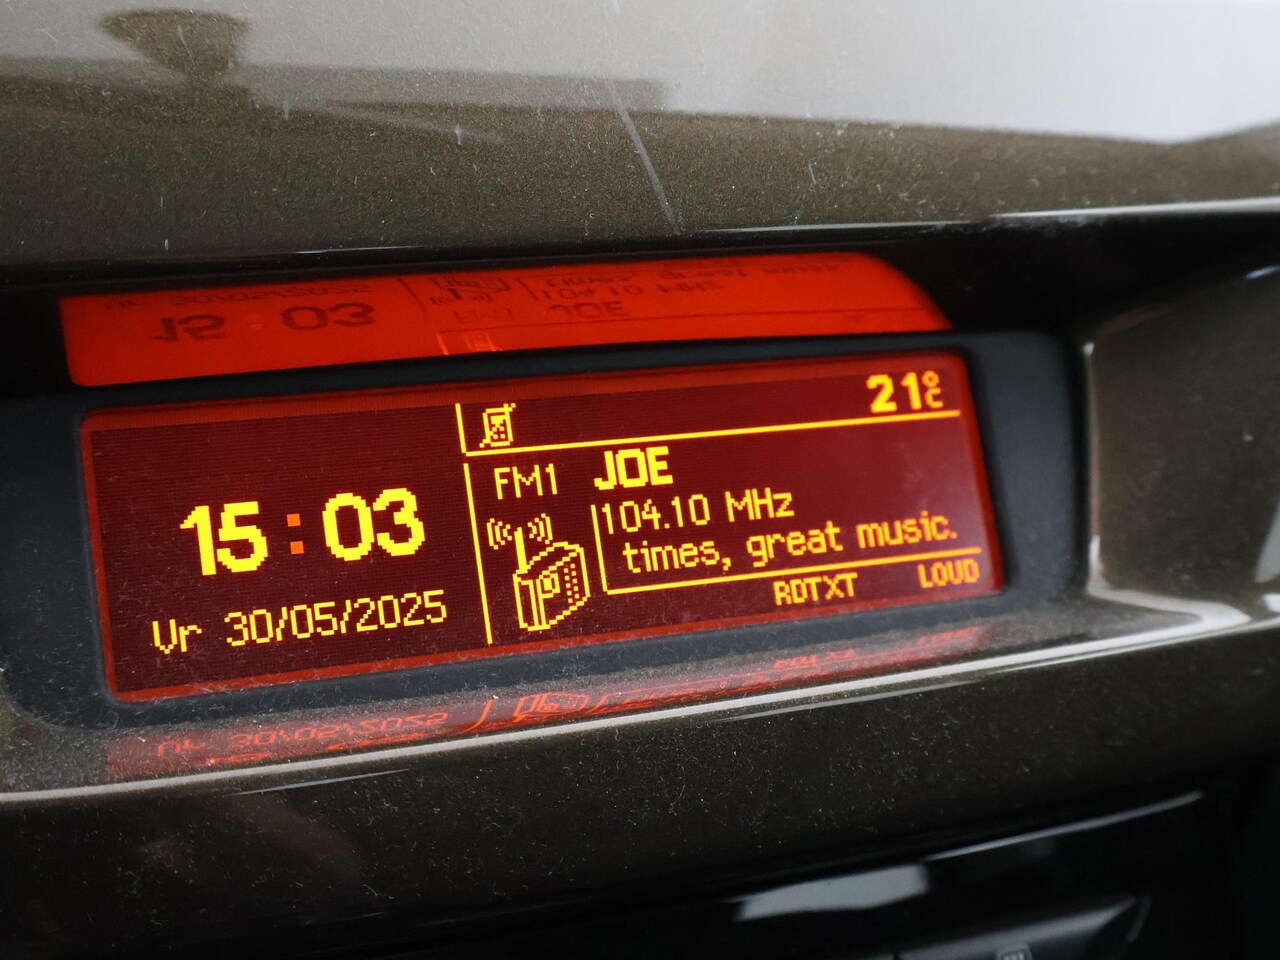 21°C
15:03
Vr 30/05/2025
FM1 JOE
104.10 MHz
times, great music.
RDTXT LOUD